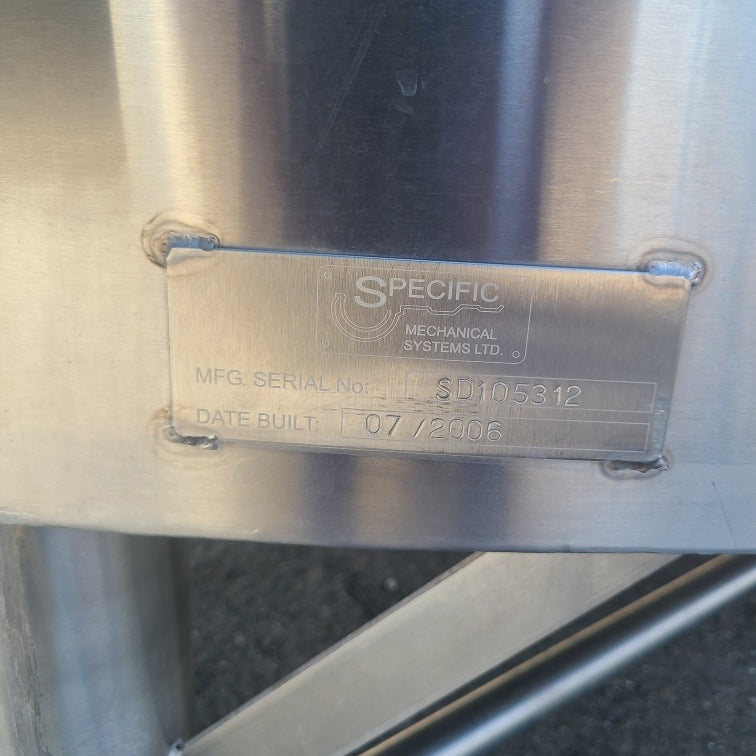 SPECIFIC
MECHANICAL
SYSTEMS LTD.
MFG. SERIAL No: SD105312
DATE BUILT: 07/2006